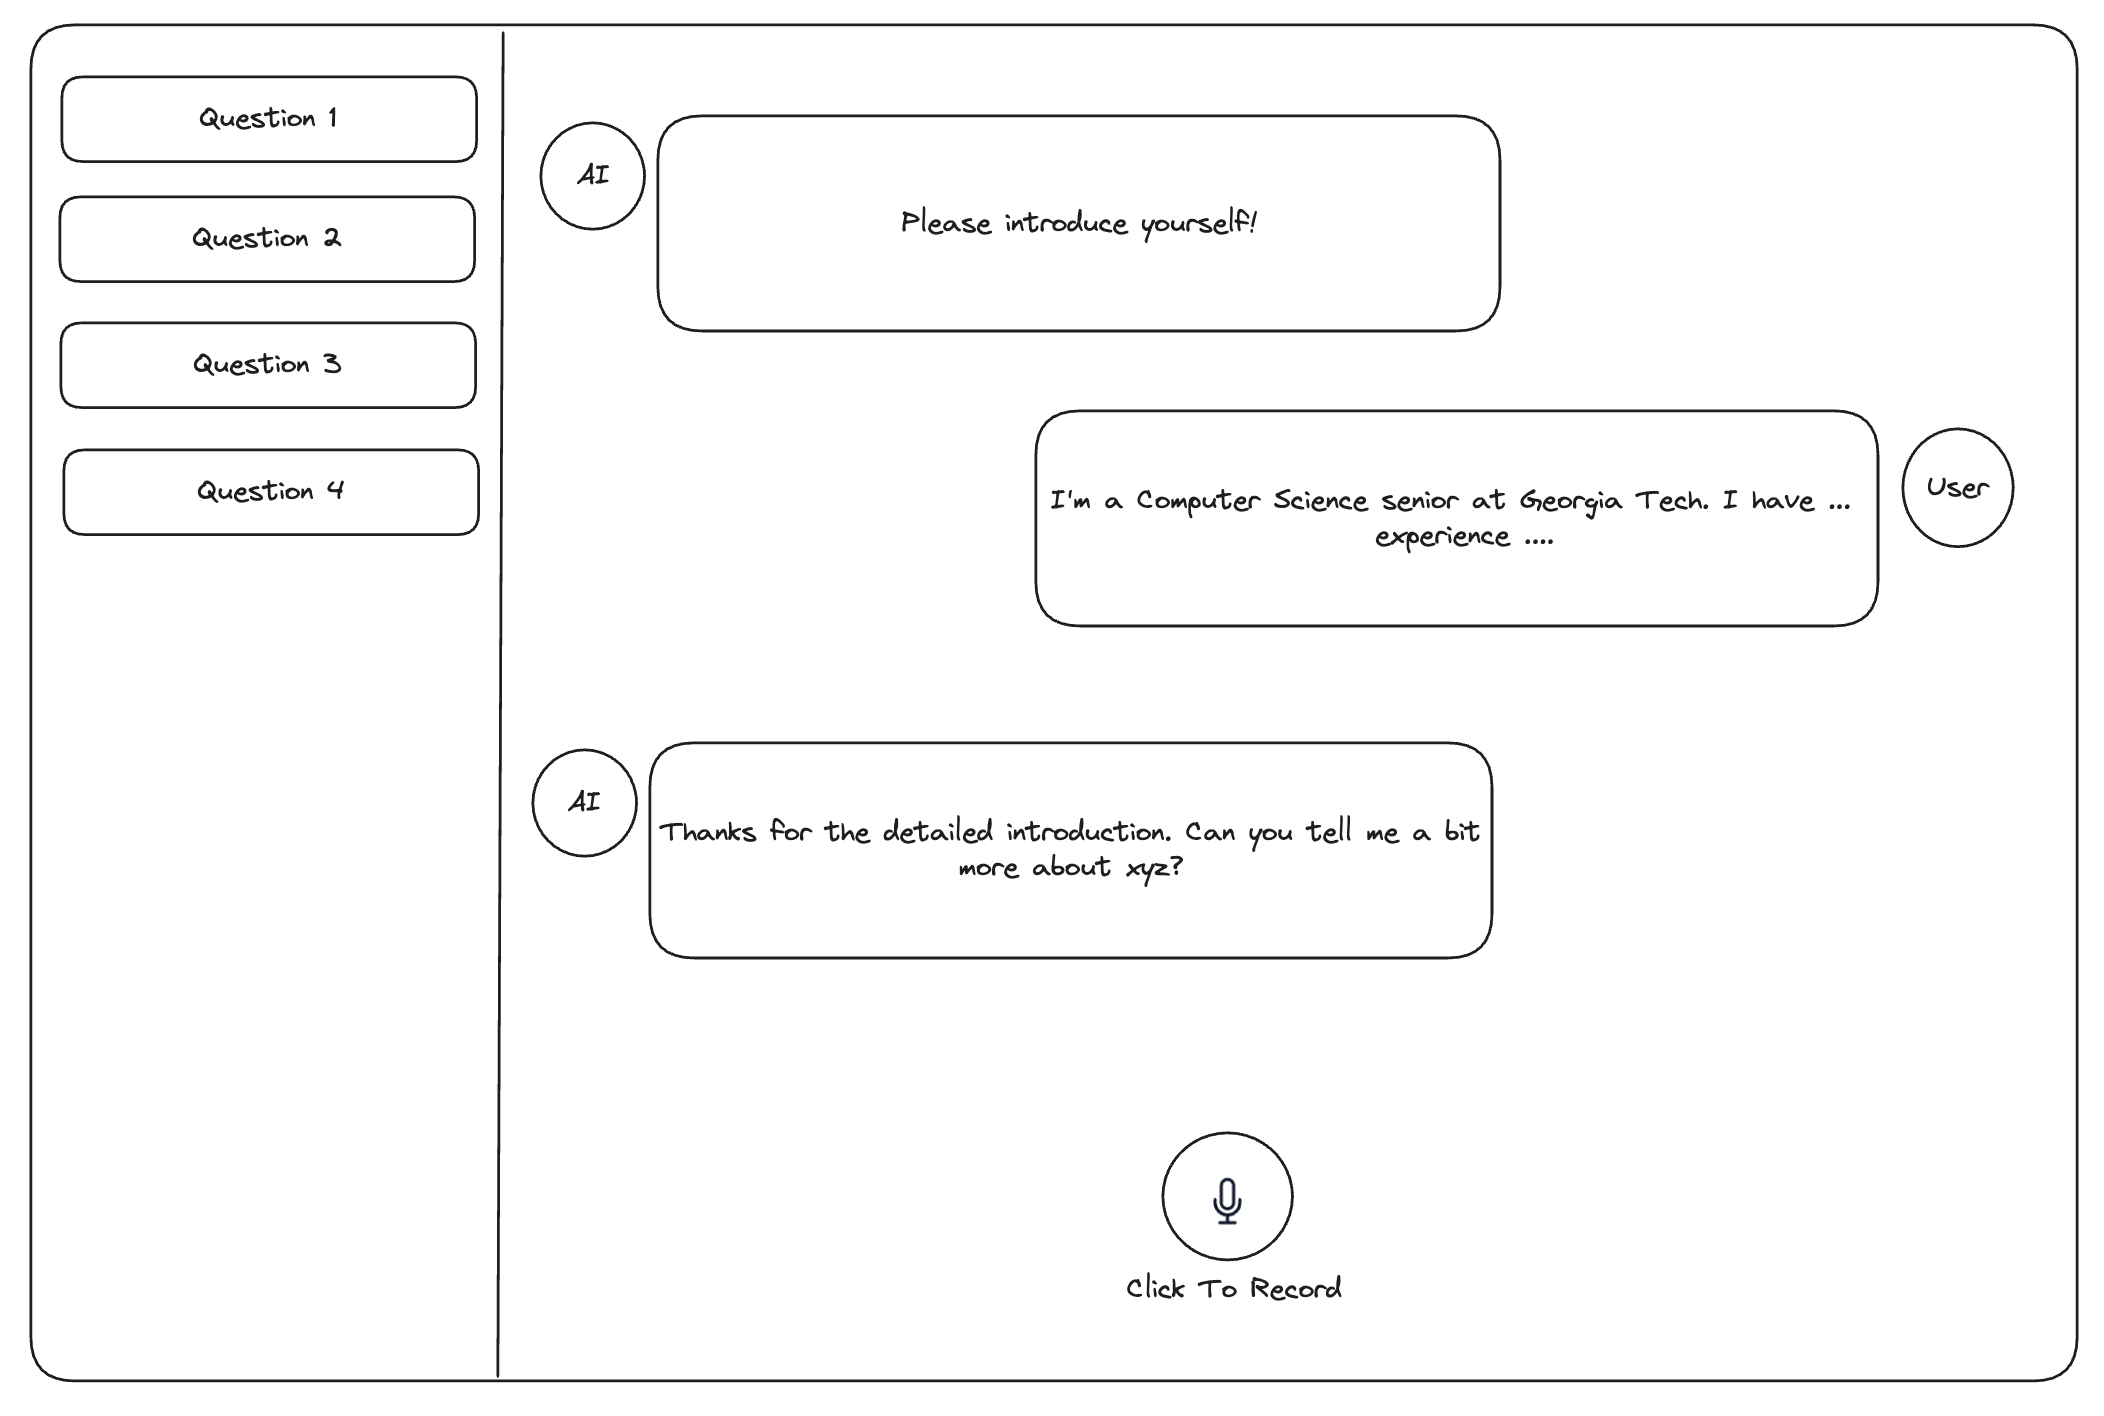 Question 1
Question 2
Question 3
Question 4
AI
Please introduce yourself!
I'm a Computer Science senior at Georgia Tech. I have ...
experience ....
User
AI
Thanks for the detailed introduction. Can you tell me a bit
more about xyz?
Click To Record